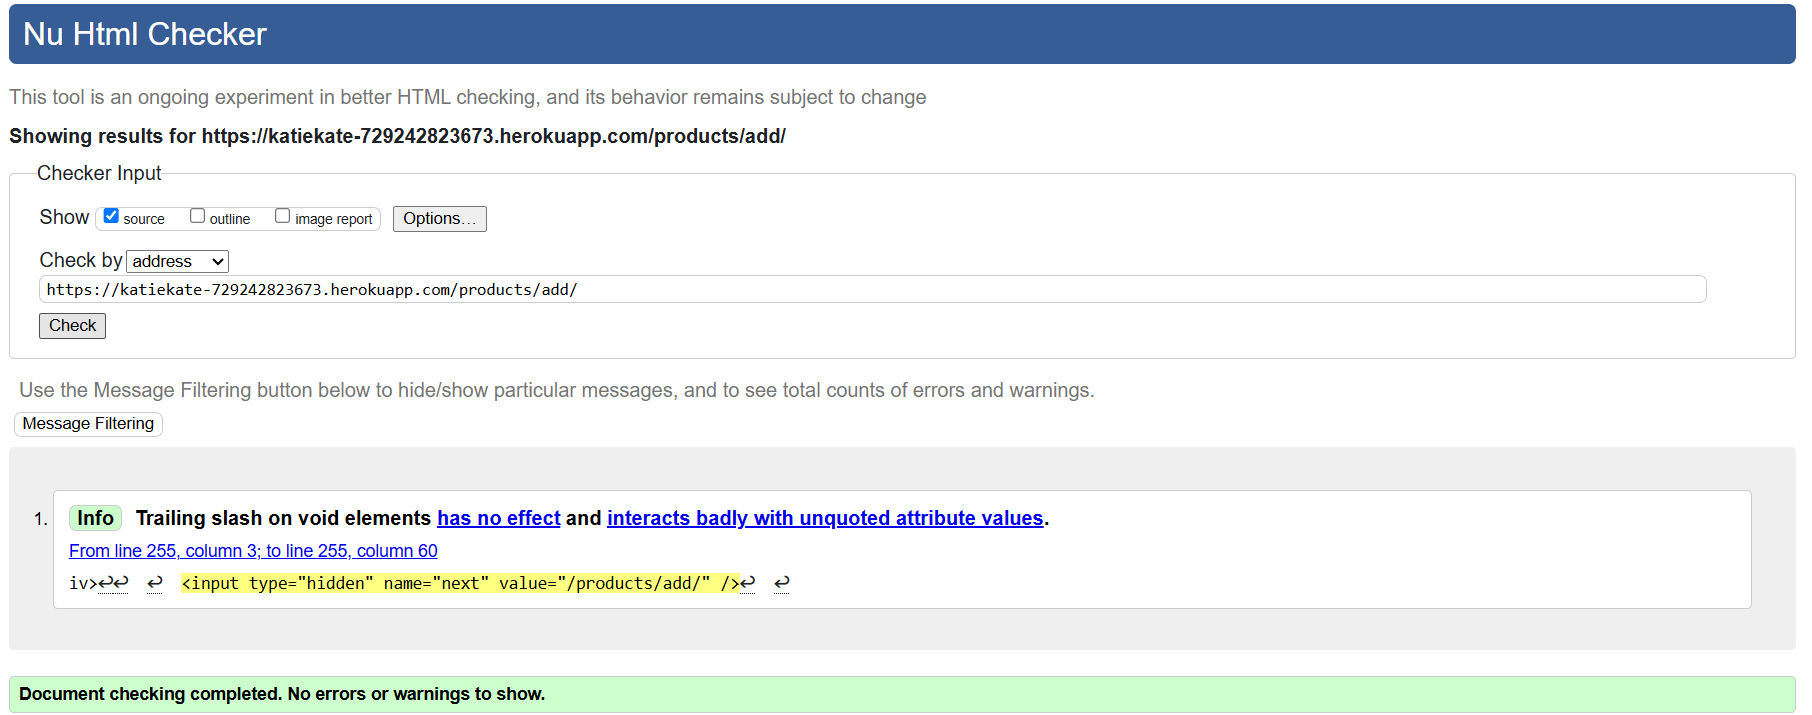 Nu Html Checker
This tool is an ongoing experiment in better HTML checking, and its behavior remains subject to change
Showing results for https://katiekate-729242823673.herokuapp.com/products/add/
Checker Input
Show source outline image report Options...
Check by address
https://katiekate-729242823673.herokuapp.com/products/add/
Check
Use the Message Filtering button below to hide/show particular messages, and to see total counts of errors and warnings.
Message Filtering
1. Info Trailing slash on void elements has no effect and interacts badly with unquoted attribute values.
From line 255, column 3; to line 255, column 60
iv>↩↩ ↩ <input type="hidden" name="next" value="/products/add/" />↩ ↩
Document checking completed. No errors or warnings to show.